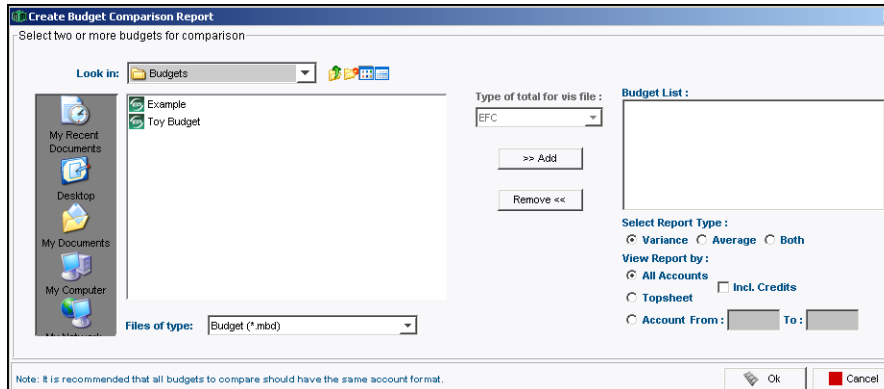 Create Budget Comparison Report
Select two or more budgets for comparison
Look in:
Budgets
My Recent
Documents
Desktop
My Documents
My Computer
Example
Toy Budget
Files of type:
Budget (*.mbd)
Type of total for vis file :
EFC
>> Add
Remove <<
Budget List :
Select Report Type :
Variance Average Both
View Report by :
All Accounts
Incl. Credits
Topsheet
Account From : To :
Note: It is recommended that all budgets to compare should have the same account format.
Ok
Cancel